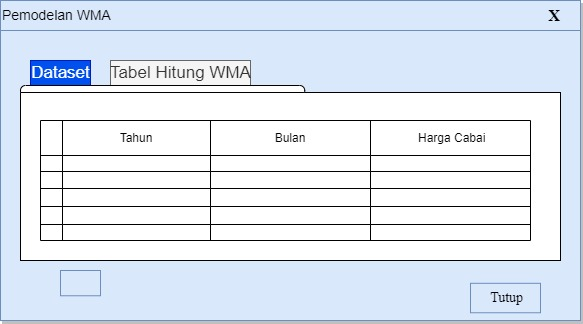 Pemodelan WMA X
Dataset Tabel Hitung WMA
Tahun Bulan Harga Cabai
Tutup